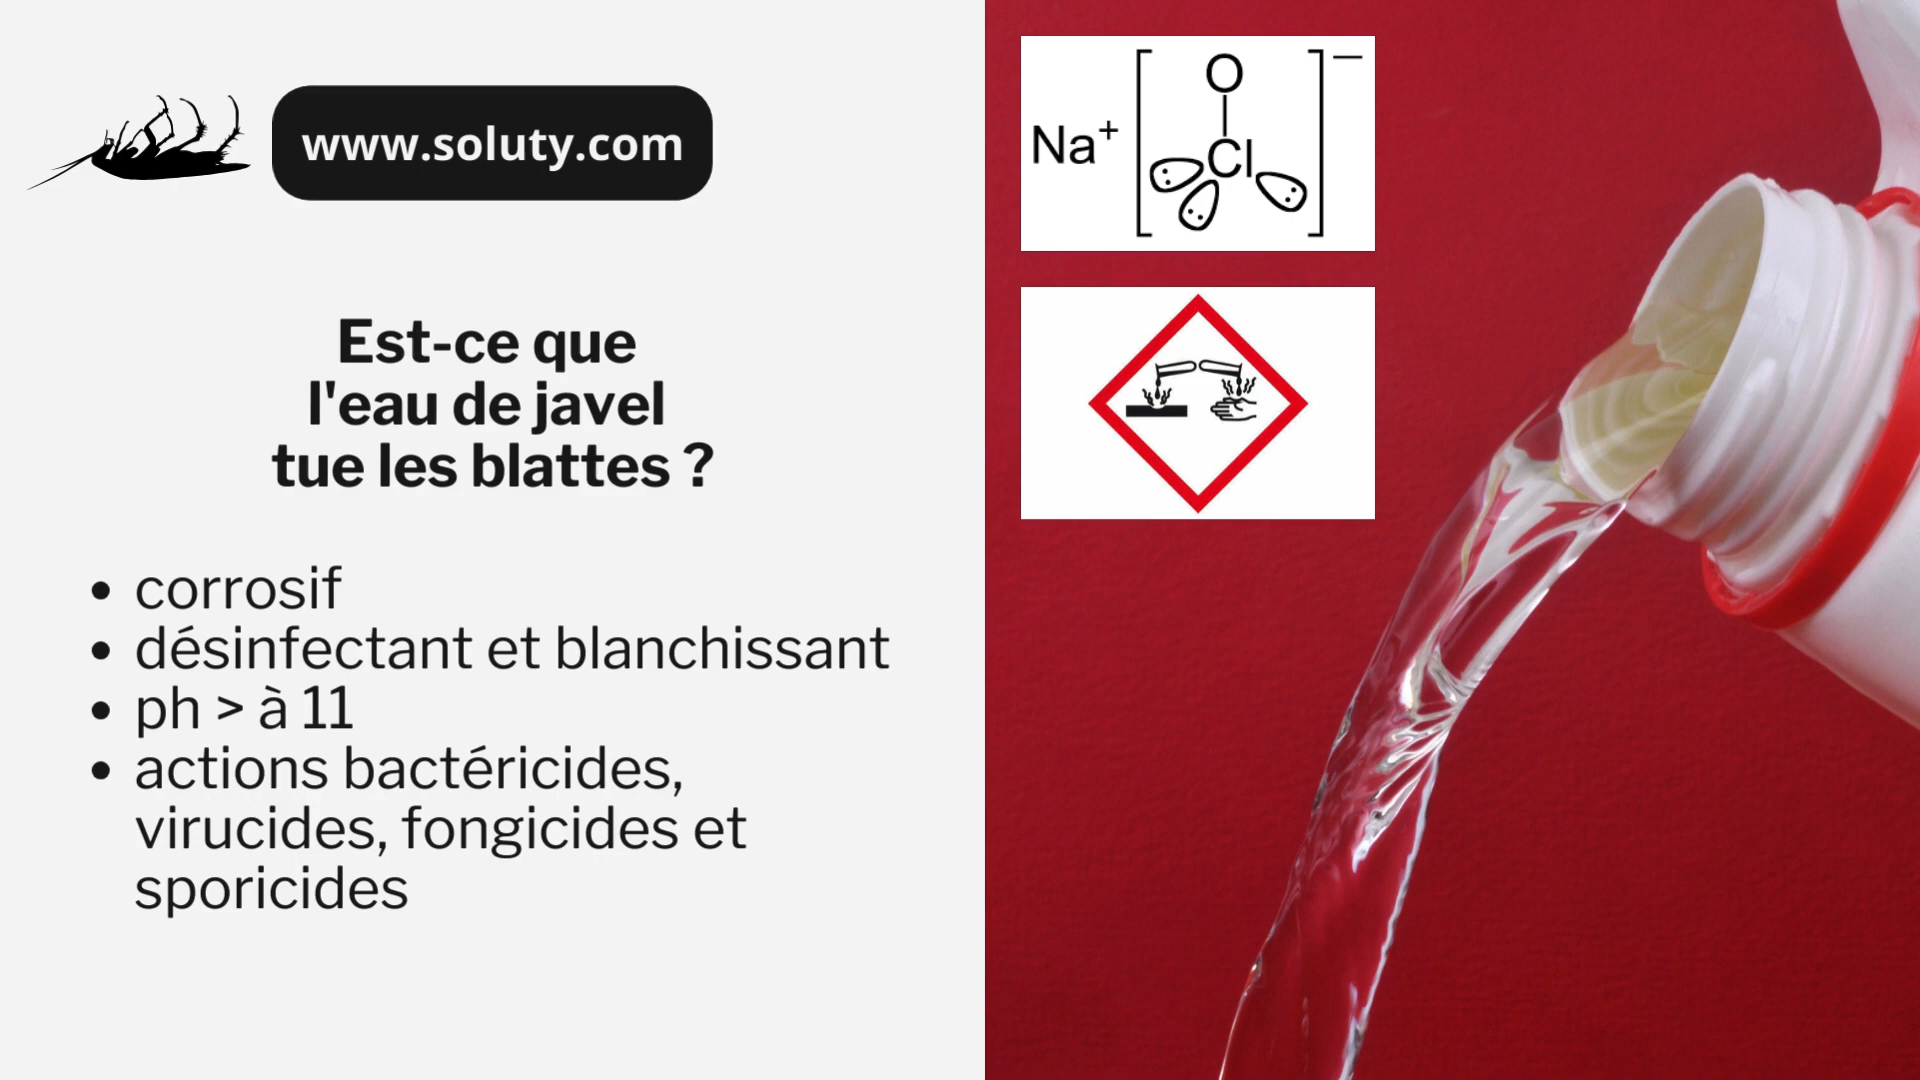 www.soluty.com
Est-ce que
l'eau de javel
tue les blattes ?
• corrosif
• désinfectant et blanchissant
• ph > à 11
• actions bactéricides,
virucides, fongicides et
sporicides
O
Na⁺ [ Cl ]⁻